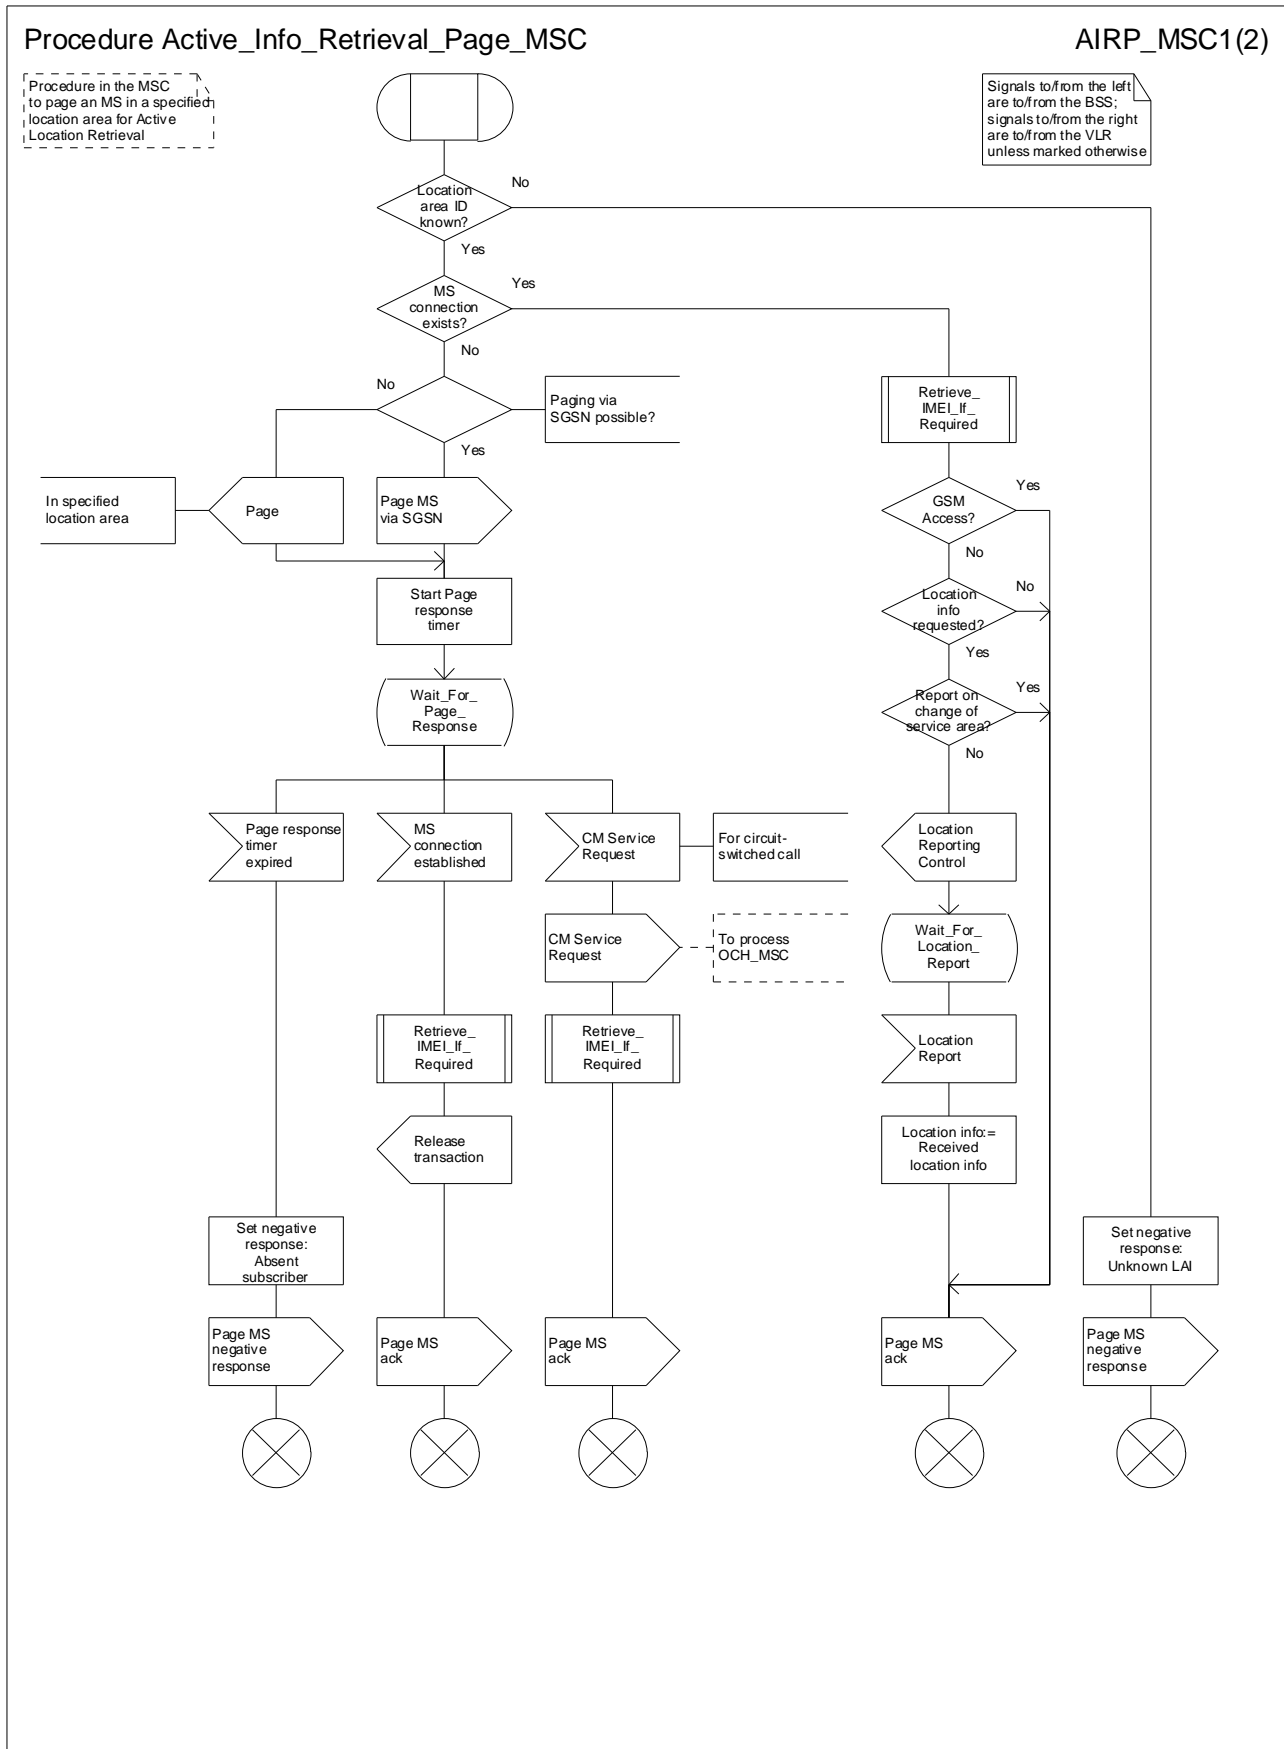 Procedure Active_Info_Retrieval_Page_MSC
AIRP_MSC1(2)
Procedure in the MSC
to page an MS in a specified
location area for Active
Location Retrieval
Signals to/from the left
are to/from the BSS;
signals to/from the right
are to/from the VLR
unless marked otherwise
Location
area ID
known?
No
Yes
MS
connection
exists?
Yes
No
No
Paging via
SGSN possible?
Yes
Retrieve_
IMEI_If_
Required
In specified
location area
Page
Page MS
via SGSN
GSM
Access?
Yes
No
Start Page
response
timer
Location
info
requested?
No
Yes
Wait_For_
Page_
Response
Report on
change of
service area?
Yes
No
Page response
timer
expired
MS
connection
established
CM Service
Request
For circuit-
switched call
Location
Reporting
Control
CM Service
Request
To process
OCH_MSC
Wait_For_
Location_
Report
Retrieve_
IMEI_If_
Required
Retrieve_
IMEI_If_
Required
Location
Report
Release
transaction
Location info:=
Received
location info
Set negative
response:
Absent
subscriber
Set negative
response:
Unknown LAI
Page MS
negative
response
Page MS
ack
Page MS
ack
Page MS
ack
Page MS
negative
response